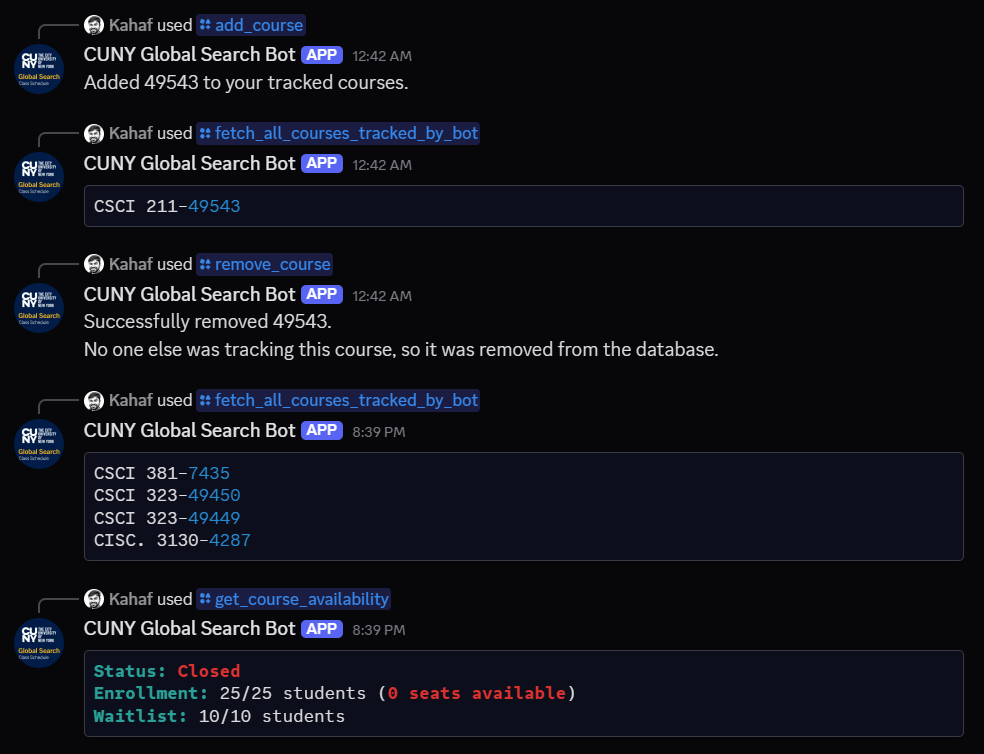 Kahaf used add_course
CUNY Global Search Bot APP 12:42 AM
Added 49543 to your tracked courses.
Kahaf used fetch_all_courses_tracked_by_bot
CUNY Global Search Bot APP 12:42 AM
CSCI 211-49543
Kahaf used remove_course
CUNY Global Search Bot APP 12:42 AM
Successfully removed 49543.
No one else was tracking this course, so it was removed from the database.
Kahaf used fetch_all_courses_tracked_by_bot
CUNY Global Search Bot APP 8:39 PM
CSCI 381-7435
CSCI 323-49450
CSCI 323-49449
CISC. 3130-4287
Kahaf used get_course_availability
CUNY Global Search Bot APP 8:39 PM
Status: Closed
Enrollment: 25/25 students (0 seats available)
Waitlist: 10/10 students